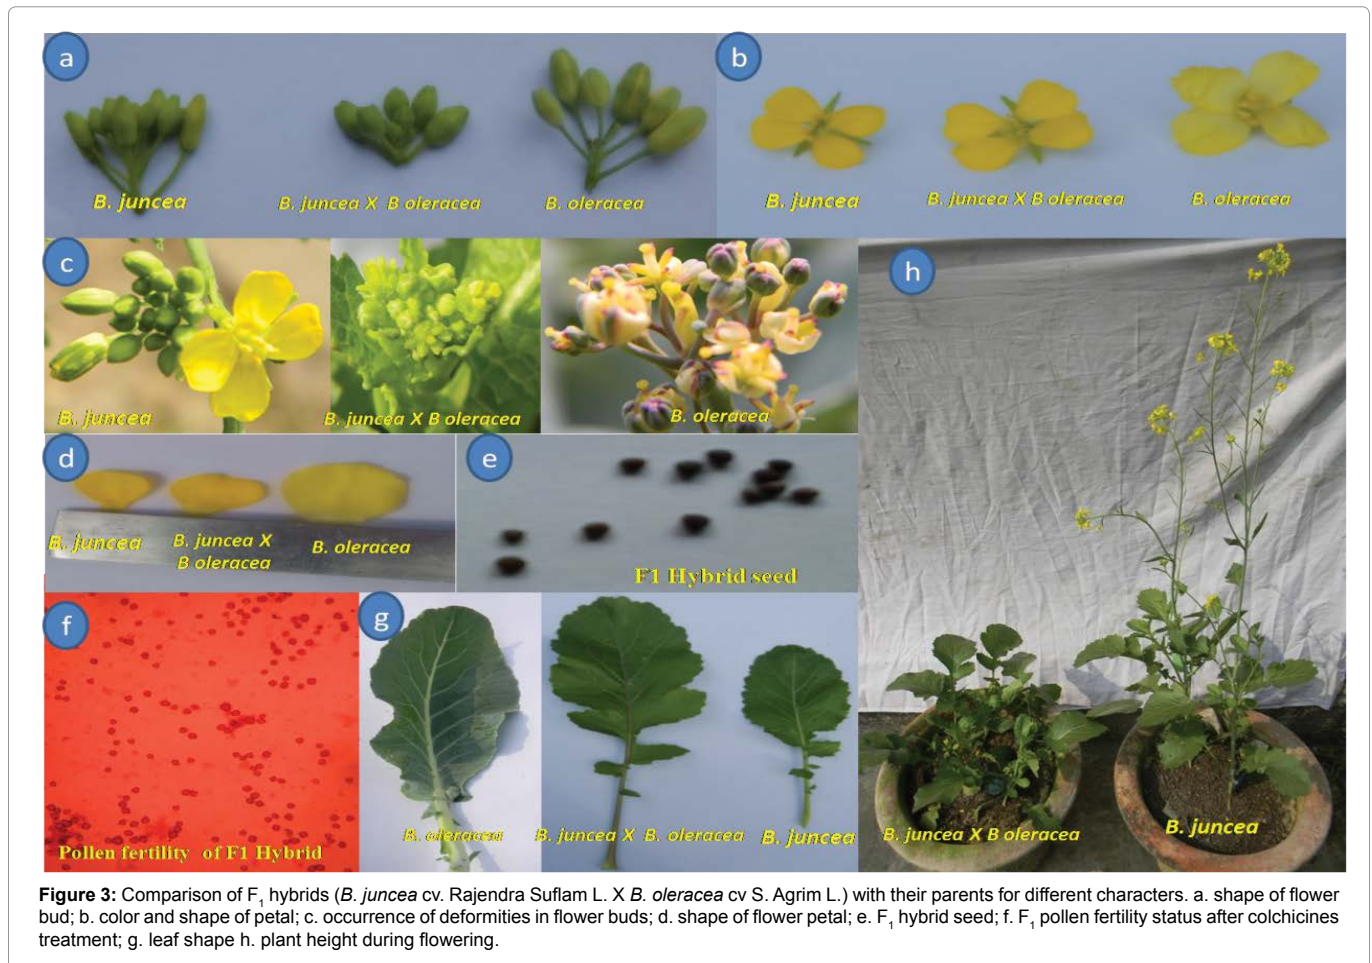 a
B. juncea
B. juncea X B oleracea
B. oleracea
b
B. juncea
B. juncea X B oleracea
B. oleracea
c
B. juncea
B. juncea X B oleracea
B. oleracea
h
B. juncea X B oleracea
B. juncea
d
B. juncea
B. juncea X
B oleracea
B. oleracea
e
F1 Hybrid seed
f
Pollen fertility of F1 Hybrid
g
B. oleracea
B. juncea X B. oleracea
B. juncea
Figure 3: Comparison of F1 hybrids (B. juncea cv. Rajendra Suflam L. X B. oleracea cv S. Agrim L.) with their parents for different characters. a. shape of flower
bud; b. color and shape of petal; c. occurrence of deformities in flower buds; d. shape of flower petal; e. F1 hybrid seed; f. F1 pollen fertility status after colchicines
treatment; g. leaf shape h. plant height during flowering.